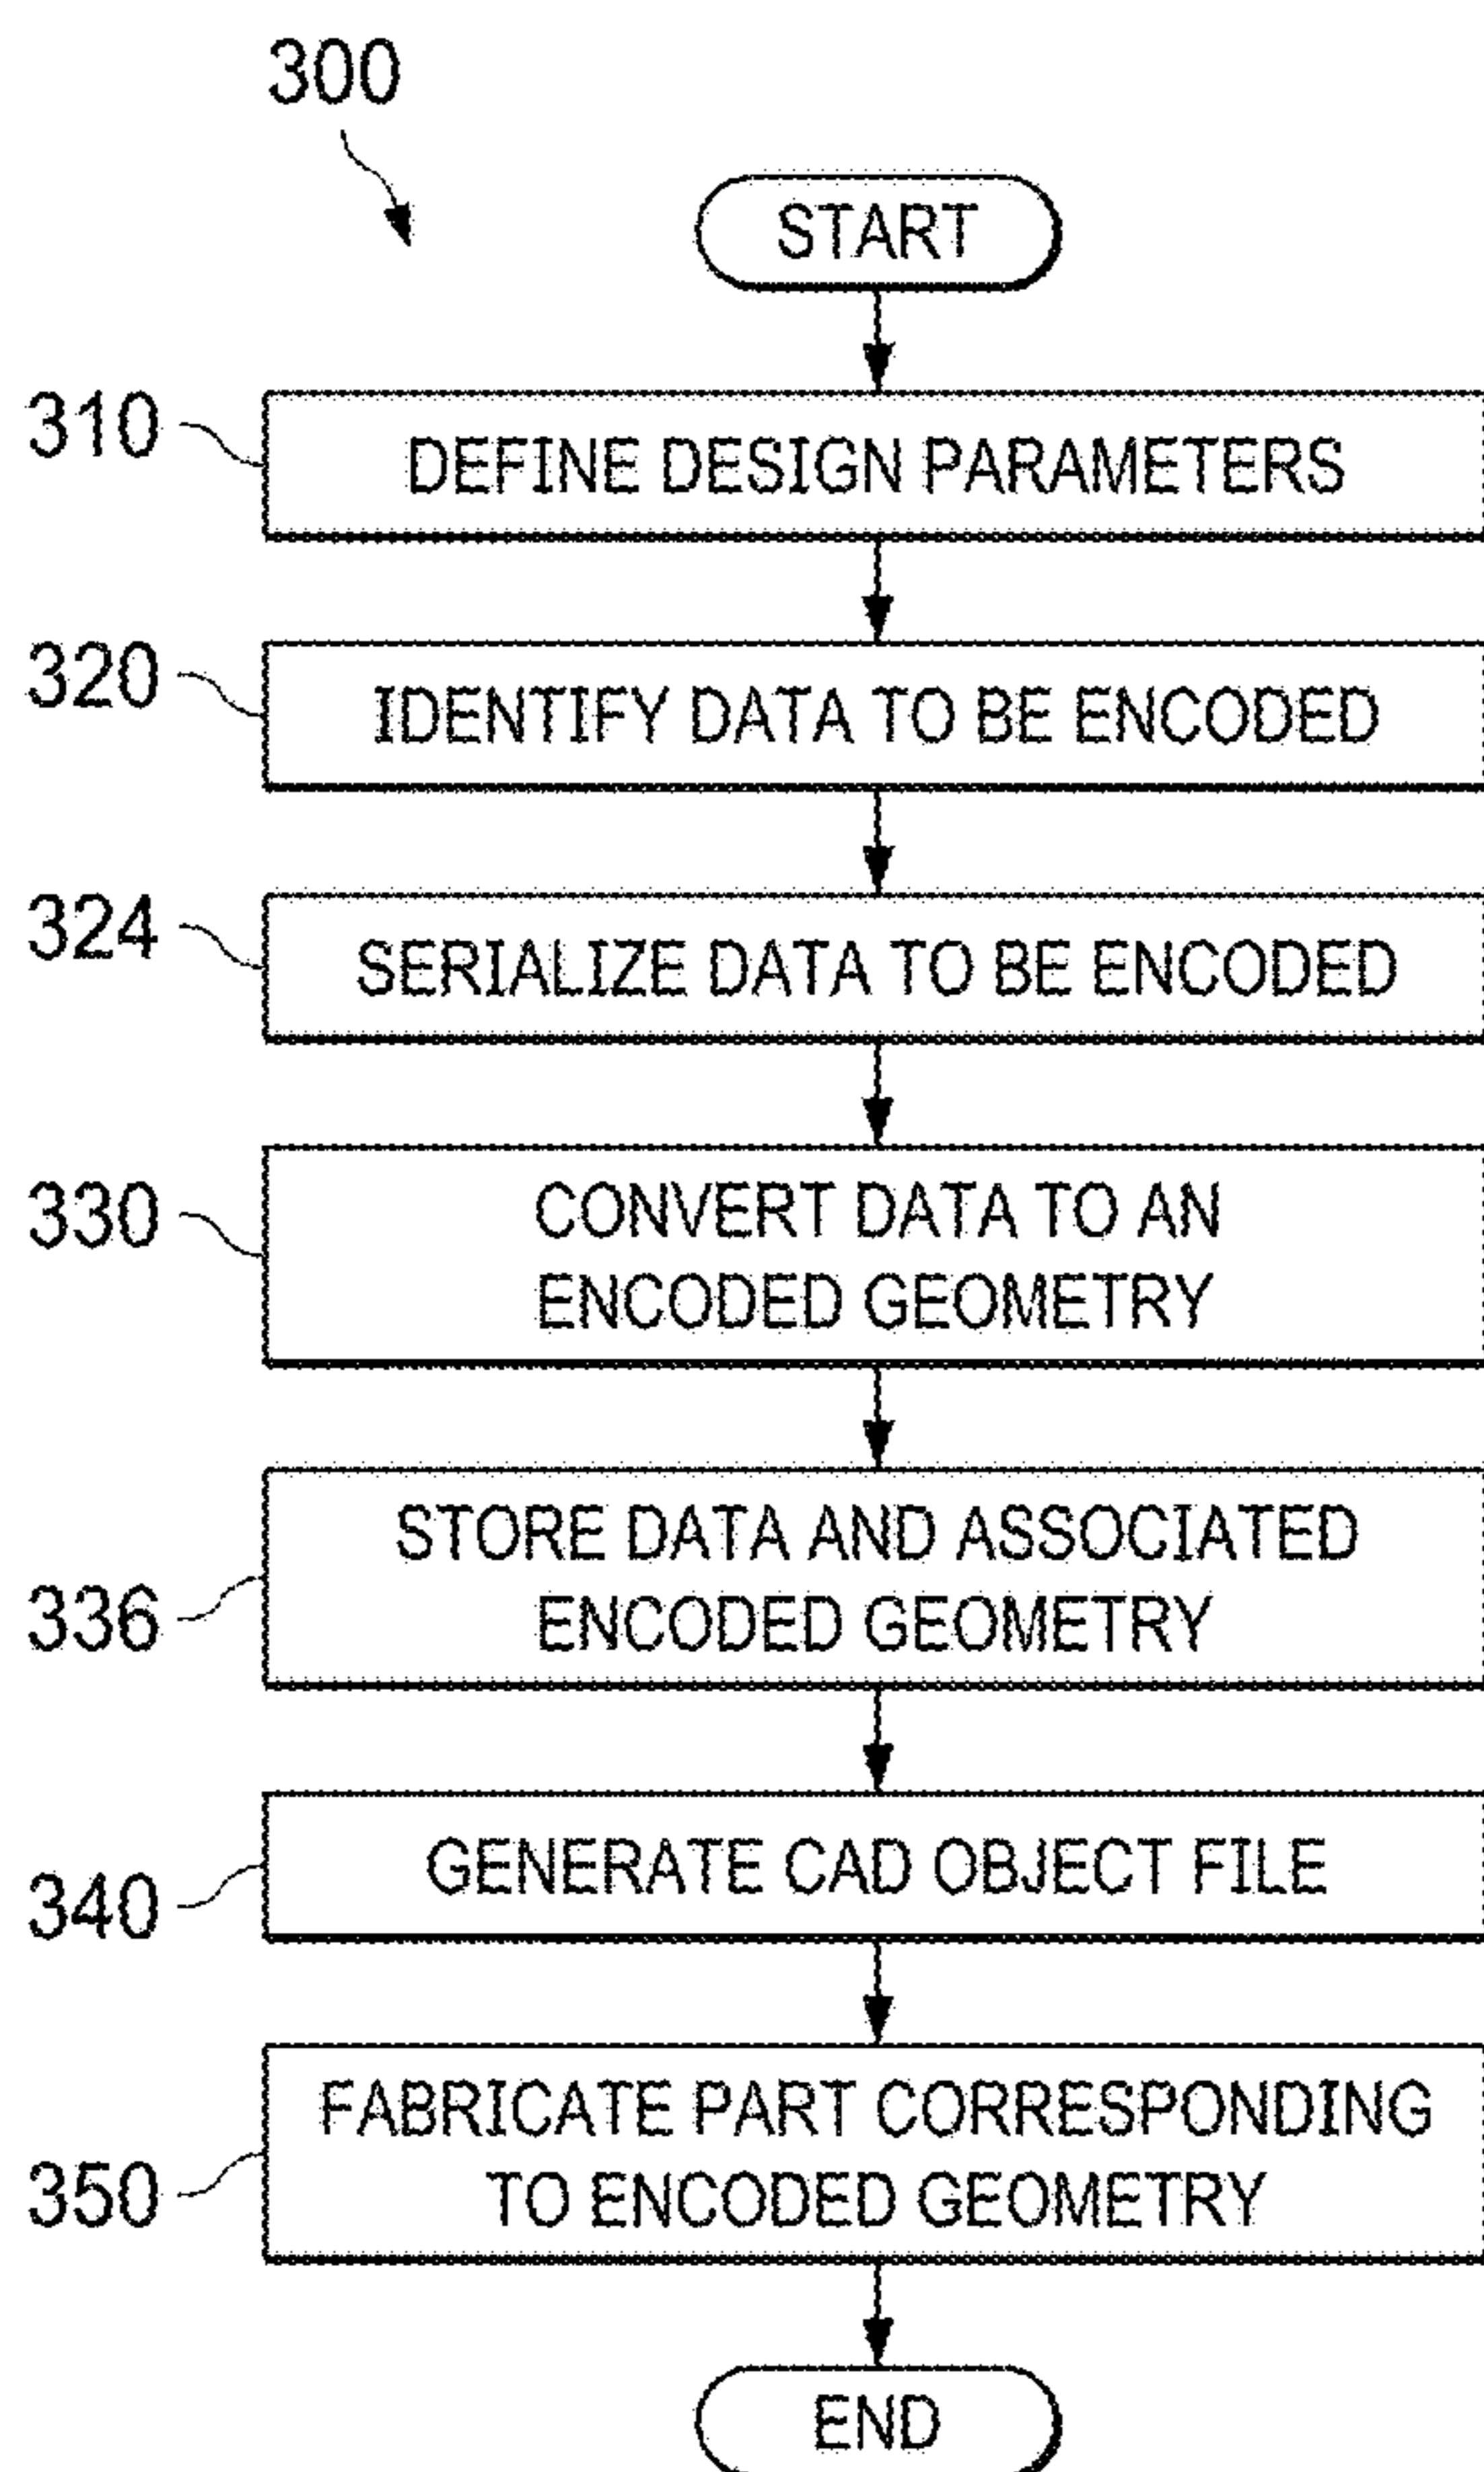 300
START
310
DEFINE DESIGN PARAMETERS
320
IDENTIFY DATA TO BE ENCODED
324
SERIALIZE DATA TO BE ENCODED
330
CONVERT DATA TO AN
ENCODED GEOMETRY
336
STORE DATA AND ASSOCIATED
ENCODED GEOMETRY
340
GENERATE CAD OBJECT FILE
350
FABRICATE PART CORRESPONDING
TO ENCODED GEOMETRY
END